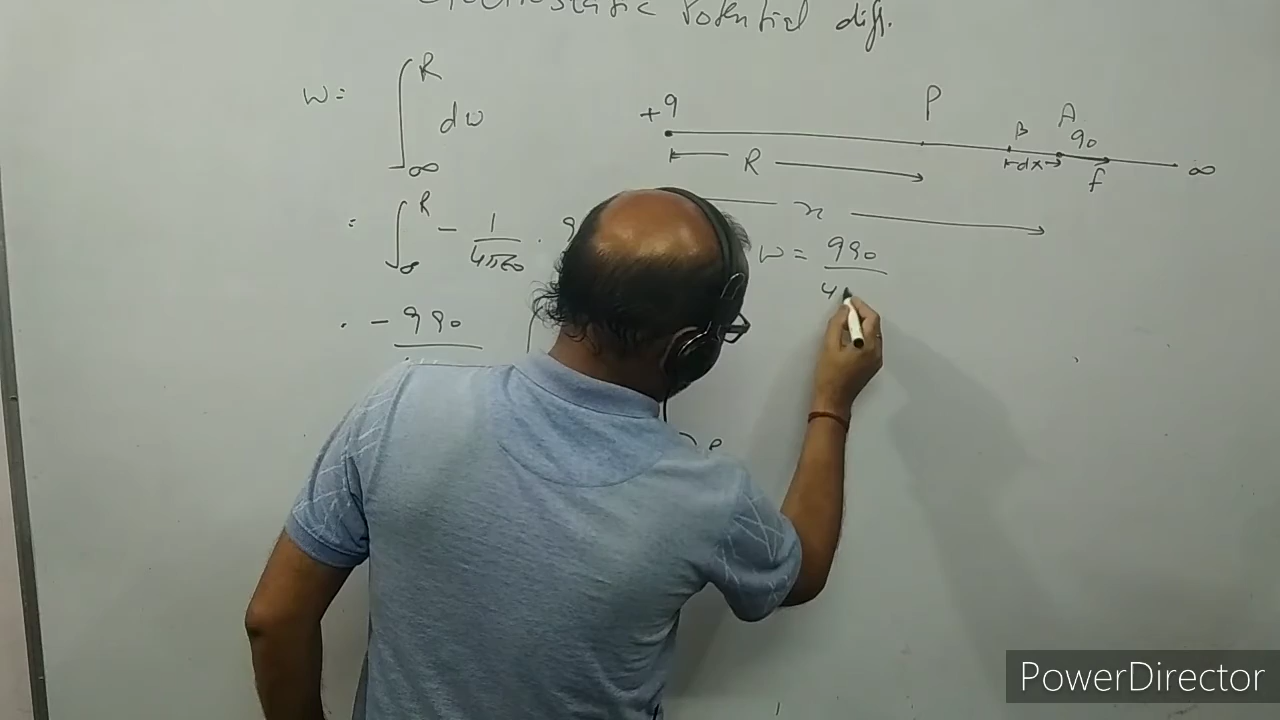 Electrostatic Potential diff.
W = ∫_∞^R dw
+q P B A q₀ ∞
R dx f
x
= ∫_∞^R - 1/4πε₀ . q
W = qq₀/4
. - qq₀
PowerDirector